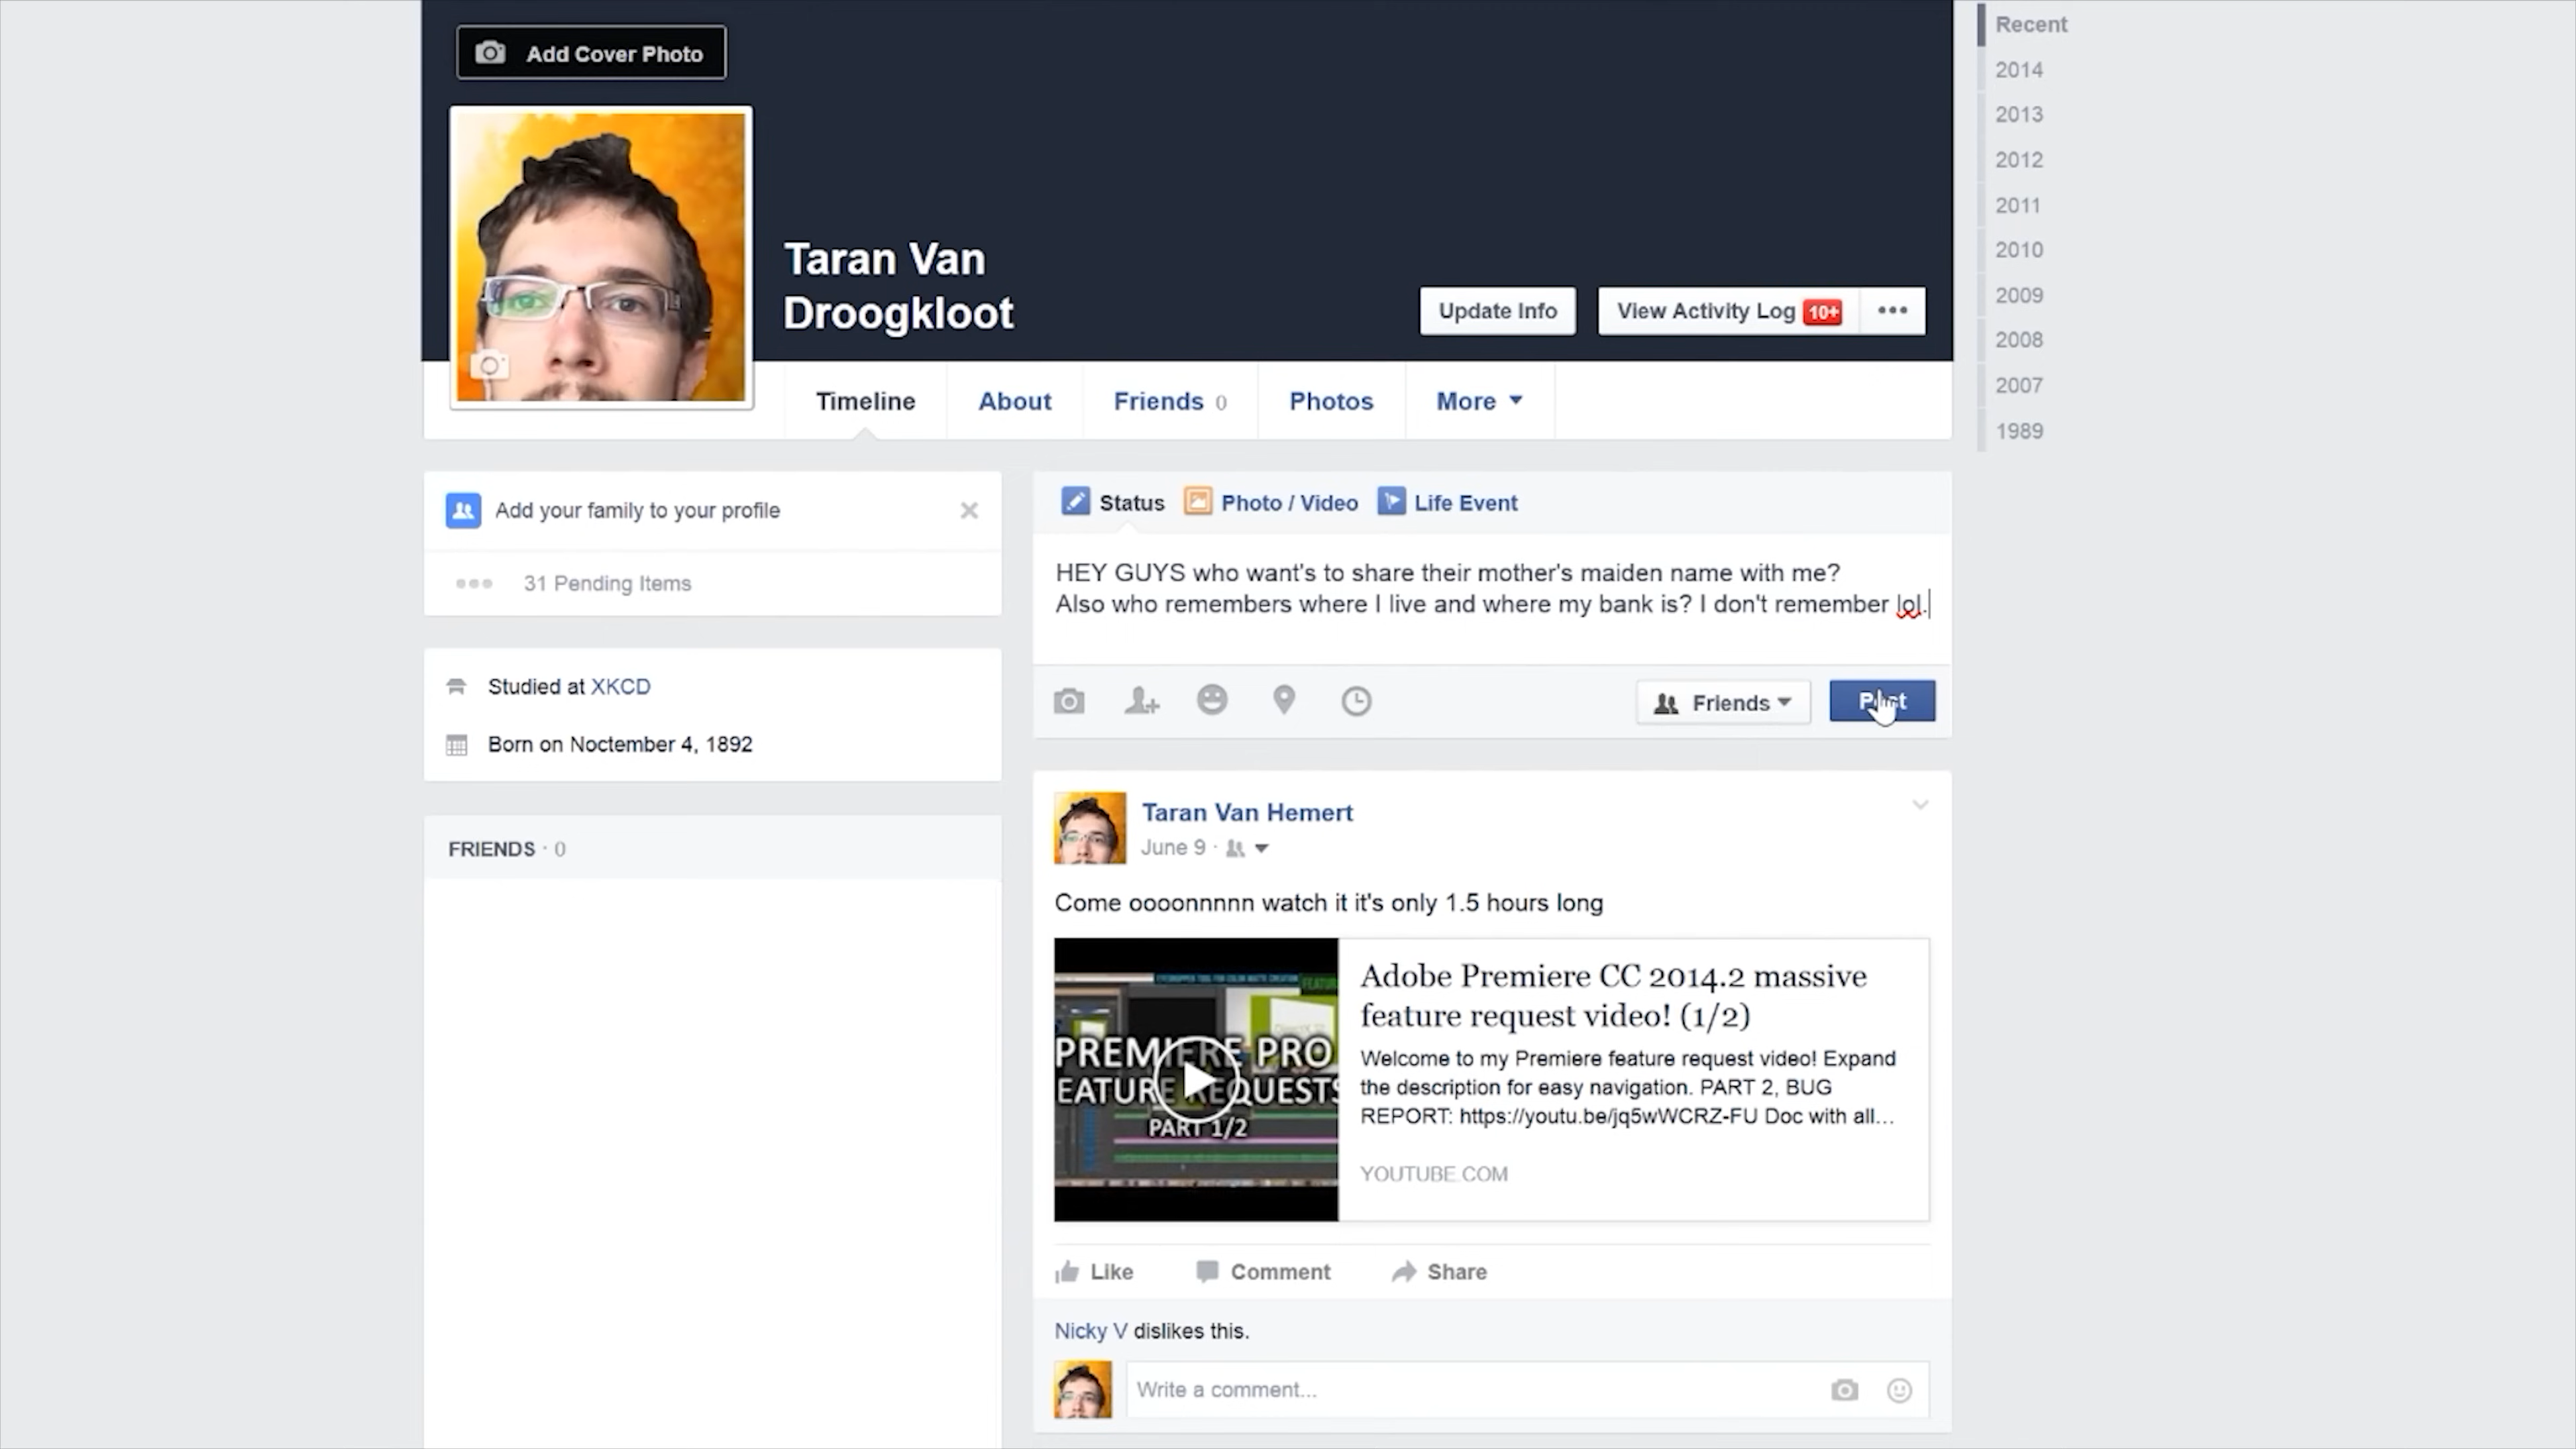 Add Cover Photo
Taran Van
Droogkloot
Update Info
View Activity Log 10+
Timeline
About
Friends 0
Photos
More
Recent
2014
2013
2012
2011
2010
2009
2008
2007
1989
Add your family to your profile
31 Pending Items
Studied at XKCD
Born on Noctember 4, 1892
FRIENDS · 0
Status
Photo / Video
Life Event
HEY GUYS who want's to share their mother's maiden name with me?
Also who remembers where I live and where my bank is? I don't remember lol.
Friends
Post
Taran Van Hemert
June 9 ·
Come oooonnnnn watch it it's only 1.5 hours long
PREMIERE PRO
EATURE REQUESTS
PART 1/2
Adobe Premiere CC 2014.2 massive
feature request video! (1/2)
Welcome to my Premiere feature request video! Expand
the description for easy navigation. PART 2, BUG
REPORT: https://youtu.be/jq5wWCRZ-FU Doc with all...
YOUTUBE.COM
Like
Comment
Share
Nicky V dislikes this.
Write a comment...